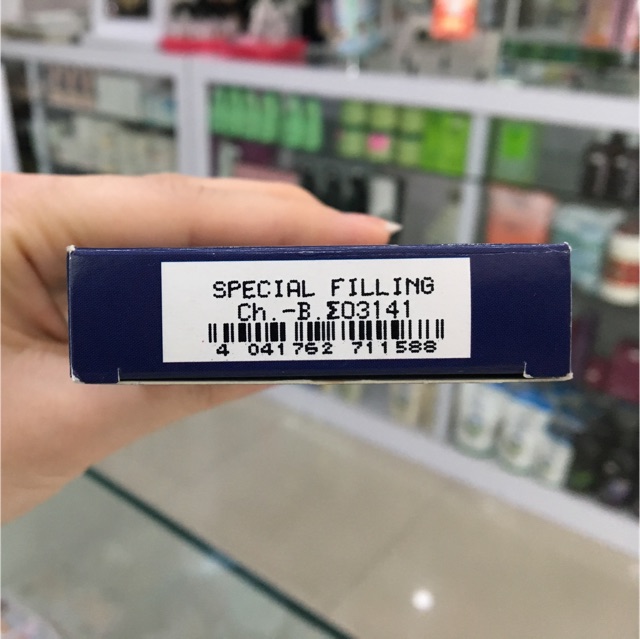 SPECIAL FILLING
Ch.-B.Σ03141
4 041762 711588